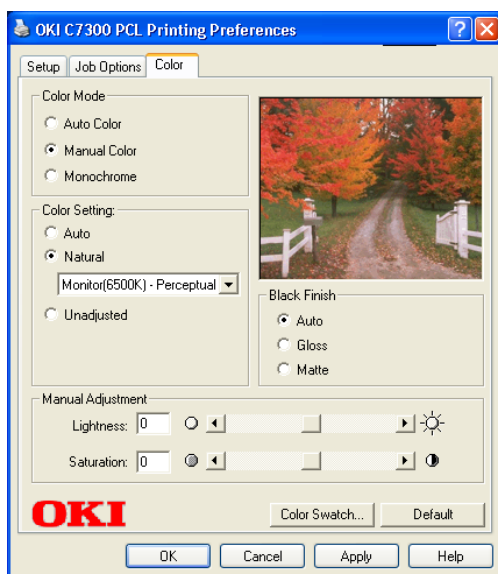 OKI C7300 PCL Printing Preferences
Setup Job Options Color
Color Mode
Auto Color
Manual Color
Monochrome
Color Setting:
Auto
Natural
Monitor(6500K) - Perceptual
Unadjusted
Black Finish
Auto
Gloss
Matte
Manual Adjustment
Lightness: 0
Saturation: 0
OKI
Color Swatch... Default
OK Cancel Apply Help